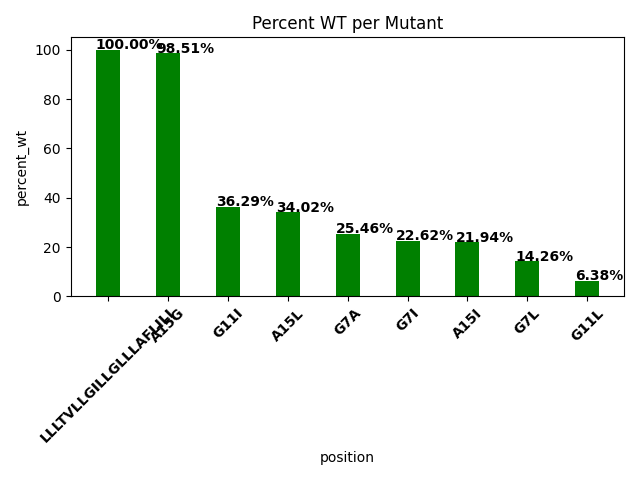 Percent WT per Mutant
percent_wt
100
80
60
40
20
0
100.00%
98.51%
36.29%
34.02%
25.46%
22.62%
21.94%
14.26%
6.38%
LLLTVLLGILLGLLLAFLILL
A15G
G11I
A15L
G7A
G7I
A15I
G7L
G11L
position